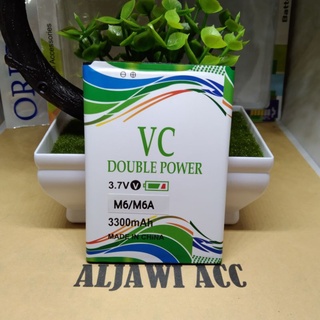 VC
DOUBLE POWER
3.7V V
M6/M6A
3300mAh
MADE IN CHINA
ALJAWI ACC